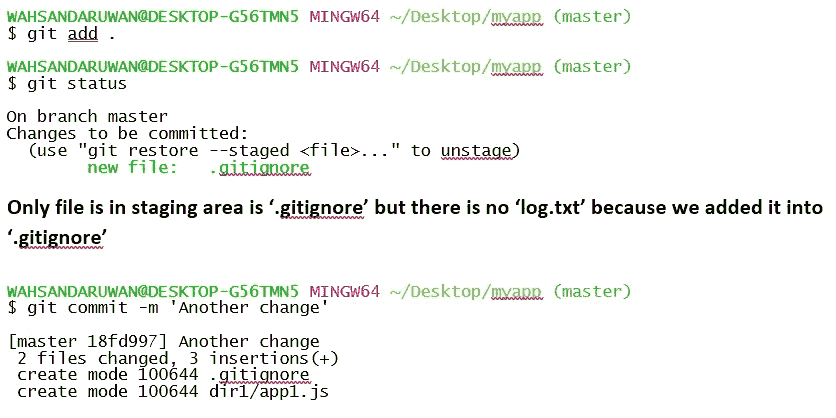 WAHSANDARUWAN@DESKTOP-G56TMN5 MINGW64 ~/Desktop/myapp (master)
$ git add .
WAHSANDARUWAN@DESKTOP-G56TMN5 MINGW64 ~/Desktop/myapp (master)
$ git status
On branch master
Changes to be committed:
(use "git restore --staged <file>..." to unstage)
new file: .gitignore
Only file is in staging area is ‘.gitignore’ but there is no ‘log.txt’ because we added it into
‘.gitignore’
WAHSANDARUWAN@DESKTOP-G56TMN5 MINGW64 ~/Desktop/myapp (master)
$ git commit -m 'Another change'
[master 18fd997] Another change
2 files changed, 3 insertions(+)
create mode 100644 .gitignore
create mode 100644 dir1/app1.js